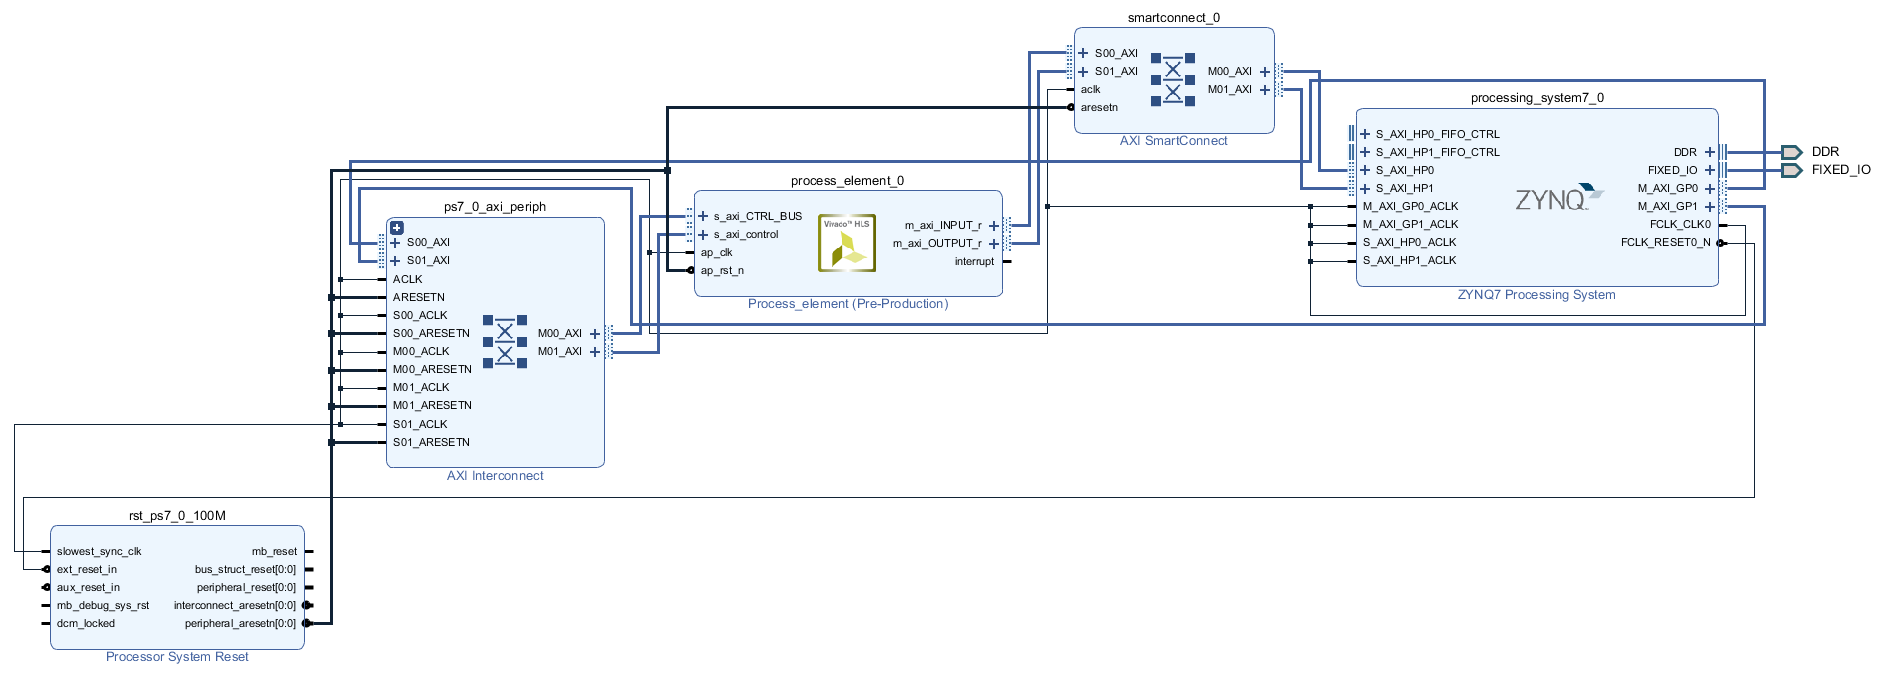 smartconnect_0
S00_AXI
S01_AXI
aclk
aresetn
M00_AXI
M01_AXI
AXI SmartConnect
processing_system7_0
S_AXI_HP0_FIFO_CTRL
S_AXI_HP1_FIFO_CTRL
S_AXI_HP0
S_AXI_HP1
M_AXI_GP0_ACLK
M_AXI_GP1_ACLK
S_AXI_HP0_ACLK
S_AXI_HP1_ACLK
ZYNQ
DDR
FIXED_IO
M_AXI_GP0
M_AXI_GP1
FCLK_CLK0
FCLK_RESET0_N
ZYNQ7 Processing System
DDR
FIXED_IO
process_element_0
s_axi_CTRL_BUS
s_axi_control
ap_clk
ap_rst_n
Vivado™ HLS
m_axi_INPUT_r
m_axi_OUTPUT_r
interrupt
Process_element (Pre-Production)
ps7_0_axi_periph
S00_AXI
S01_AXI
ACLK
ARESETN
S00_ACLK
S00_ARESETN
M00_ACLK
M00_ARESETN
M01_ACLK
M01_ARESETN
S01_ACLK
S01_ARESETN
M00_AXI
M01_AXI
AXI Interconnect
rst_ps7_0_100M
slowest_sync_clk
ext_reset_in
aux_reset_in
mb_debug_sys_rst
dcm_locked
mb_reset
bus_struct_reset[0:0]
peripheral_reset[0:0]
interconnect_aresetn[0:0]
peripheral_aresetn[0:0]
Processor System Reset